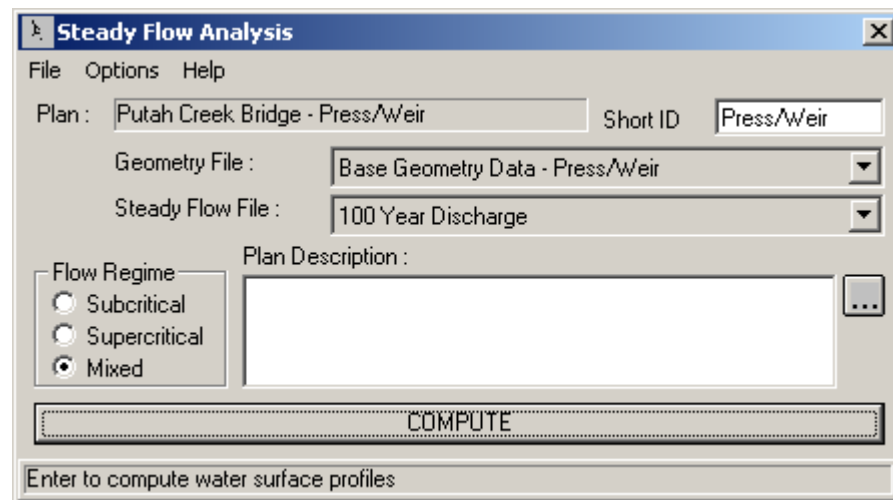 Steady Flow Analysis
File Options Help
Plan : Putah Creek Bridge - Press/Weir Short ID Press/Weir
Geometry File : Base Geometry Data - Press/Weir
Steady Flow File : 100 Year Discharge
Plan Description :
Flow Regime
Subcritical
Supercritical
Mixed
...
COMPUTE
Enter to compute water surface profiles